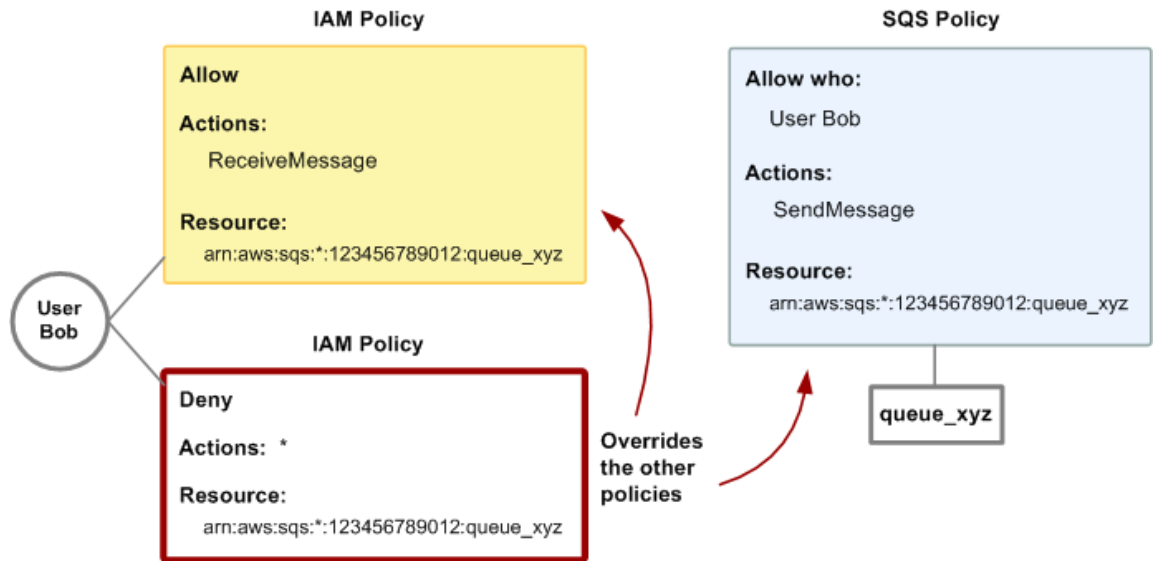 IAM Policy
Allow
Actions:
ReceiveMessage
Resource:
arn:aws:sqs:*:123456789012:queue_xyz
User
Bob
IAM Policy
Deny
Actions: *
Resource:
arn:aws:sqs:*:123456789012:queue_xyz
Overrides
the other
policies
SQS Policy
Allow who:
User Bob
Actions:
SendMessage
Resource:
arn:aws:sqs:*:123456789012:queue_xyz
queue_xyz